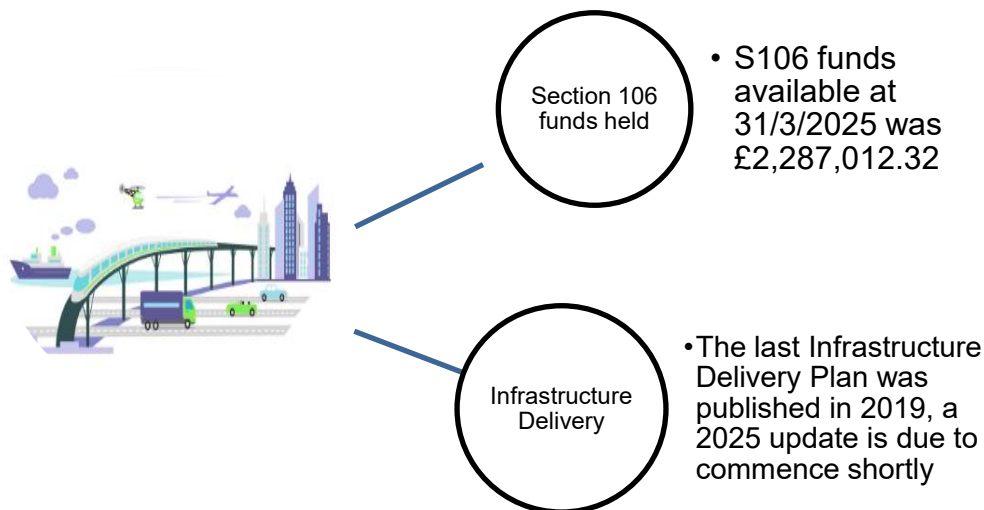 Section 106
funds held
• S106 funds
available at
31/3/2025 was
£2,287,012.32
Infrastructure
Delivery
•The last Infrastructure
Delivery Plan was
published in 2019, a
2025 update is due to
commence shortly